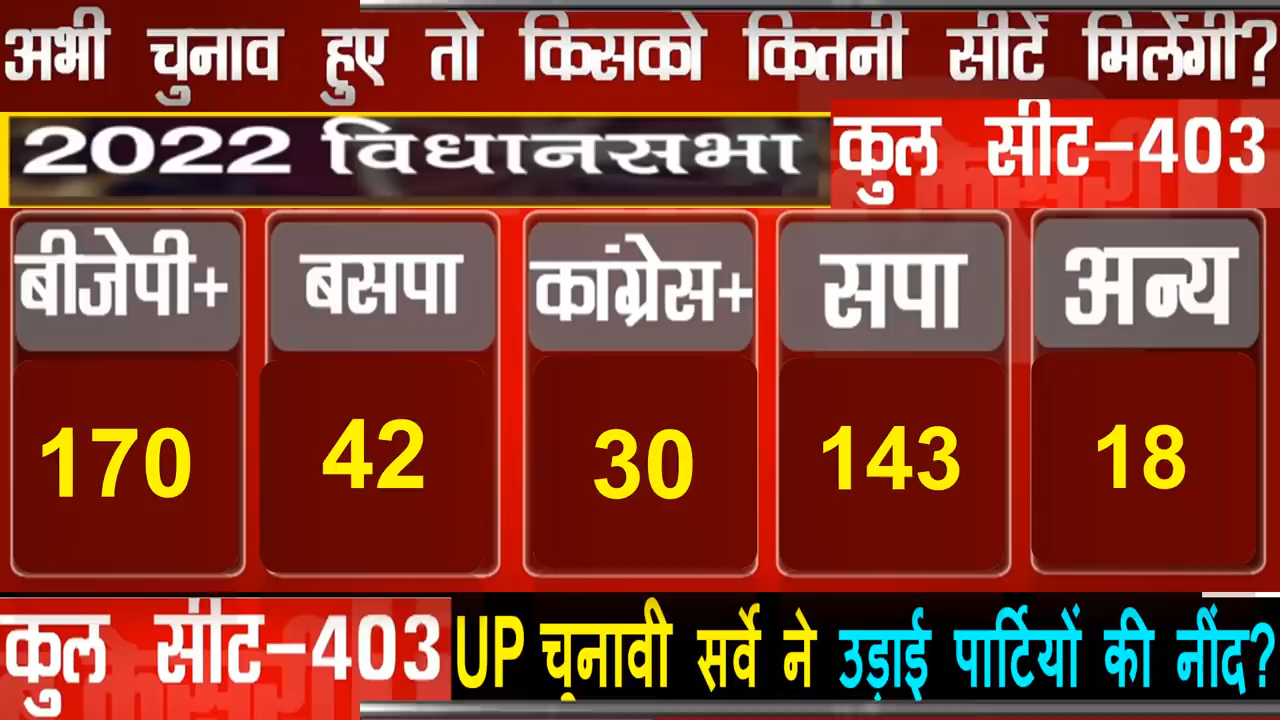 अभी चुनाव हुए तो किसको कितनी सीटें मिलेंगी?
2022 विधानसभा
कुल सीट-403
बीजेपी+ बसपा कांग्रेस+ सपा अन्य
170 42 30 143 18
कुल सीट-403
UP चुनावी सर्वे ने उड़ाई पार्टियों की नींद?